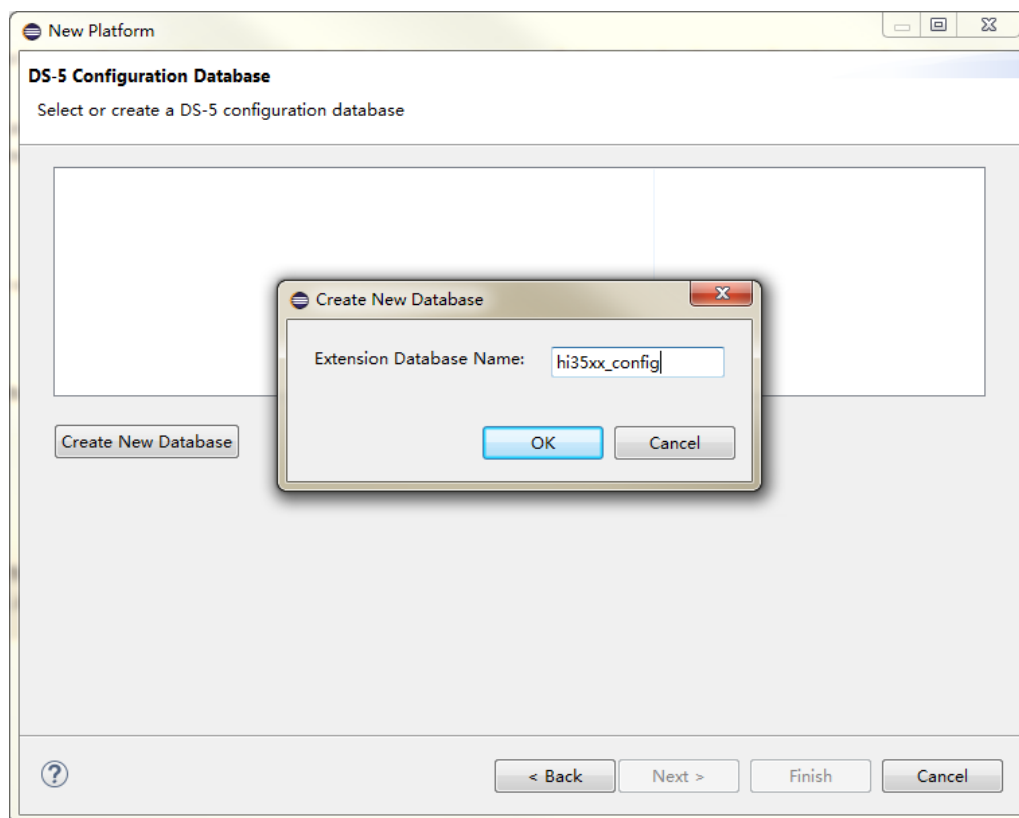 New Platform
DS-5 Configuration Database
Select or create a DS-5 configuration database
Create New Database
Extension Database Name:
hi35xx_config
OK
Cancel
Create New Database
?
< Back
Next >
Finish
Cancel